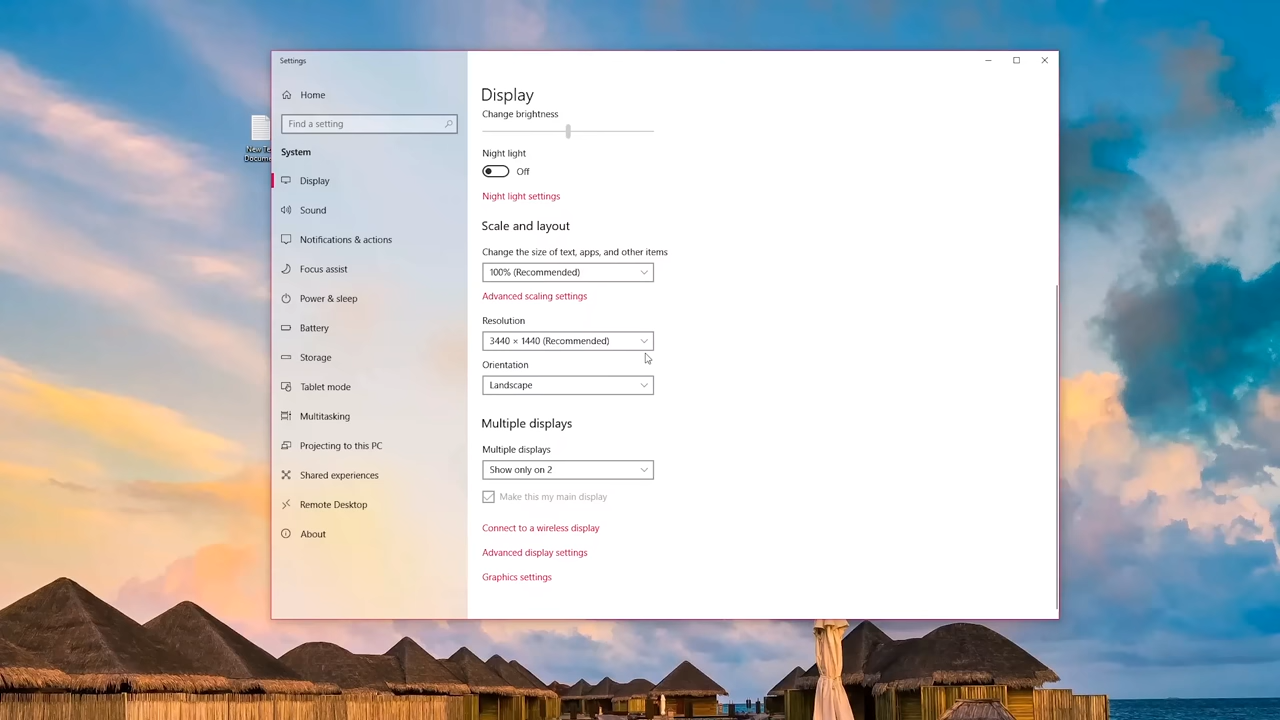 Settings
Home
Find a setting
System
Display
Sound
Notifications & actions
Focus assist
Power & sleep
Battery
Storage
Tablet mode
Multitasking
Projecting to this PC
Shared experiences
Remote Desktop
About
Display
Change brightness
Night light
Off
Night light settings
Scale and layout
Change the size of text, apps, and other items
100% (Recommended)
Advanced scaling settings
Resolution
3440 × 1440 (Recommended)
Orientation
Landscape
Multiple displays
Multiple displays
Show only on 2
Make this my main display
Connect to a wireless display
Advanced display settings
Graphics settings
New